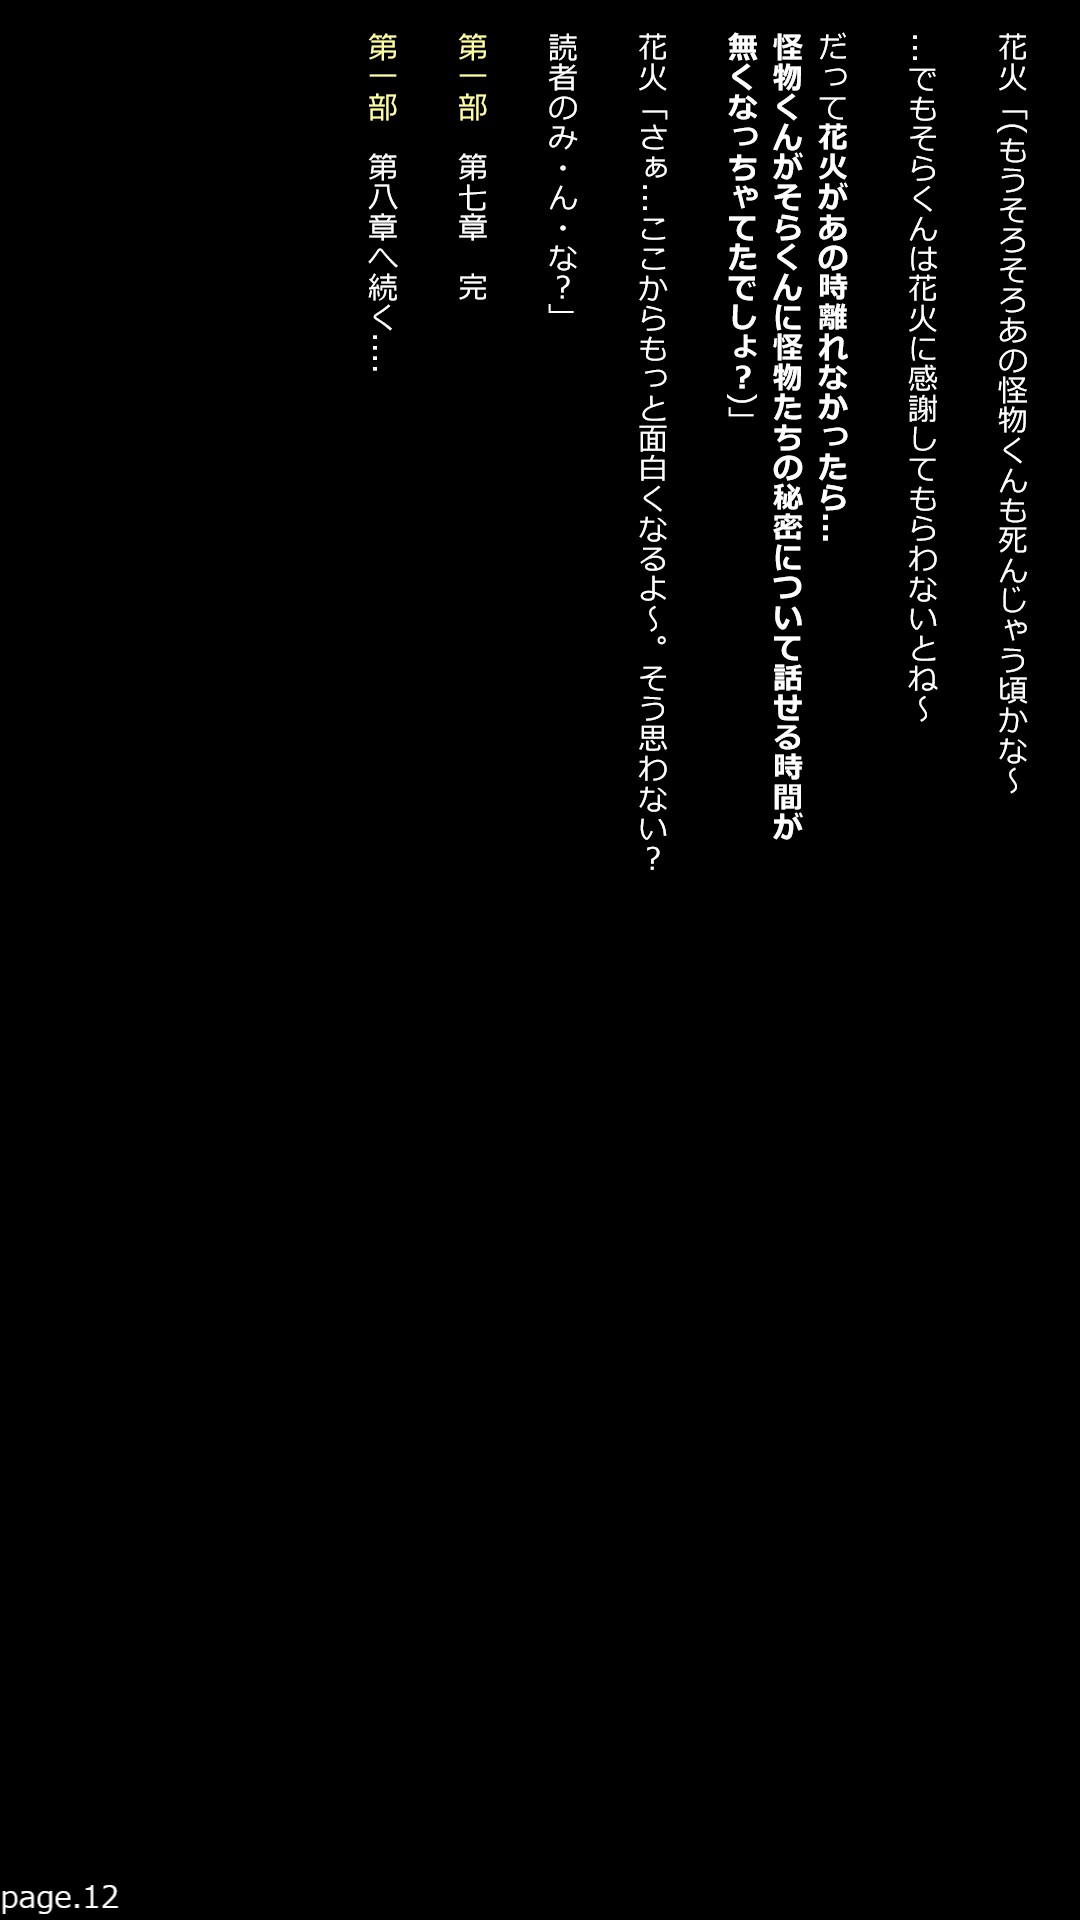 花火「(もうそろそろあの怪物くんも死んじゃう頃かな～
…でもそらくんは花火に感謝してもらわないとね～
だって花火があの時離れなかったら…
怪物くんがそらくんに怪物たちの秘密について話せる時間が
無くなっちゃてたでしょ？)」
花火「さぁ…ここからもっと面白くなるよ～。そう思わない？
読者のみ・ん・な？」
第一部　第七章　完
第一部　第八章へ続く….
page.12